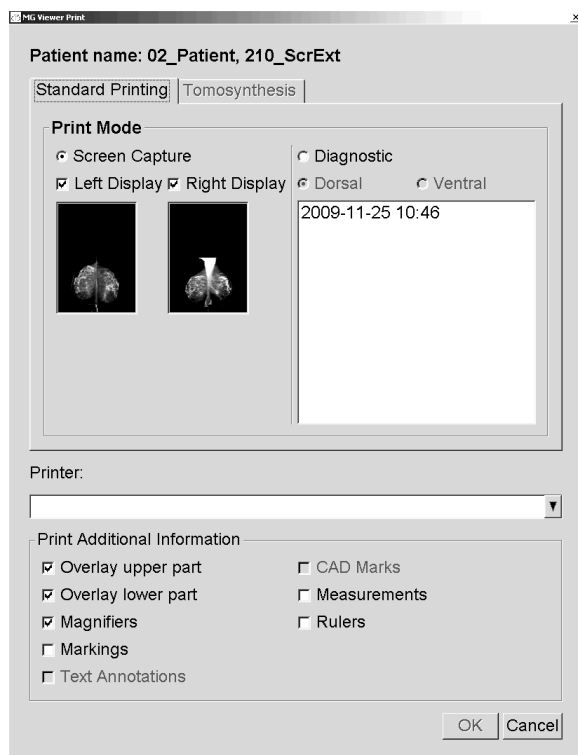 MG Viewer Print
Patient name: 02_Patient, 210_ScrExt
Standard Printing Tomosynthesis
Print Mode
Screen Capture Diagnostic
Left Display Right Display Dorsal Ventral
2009-11-25 10:46
Printer:
Print Additional Information
Overlay upper part CAD Marks
Overlay lower part Measurements
Magnifiers Rulers
Markings
Text Annotations
OK Cancel